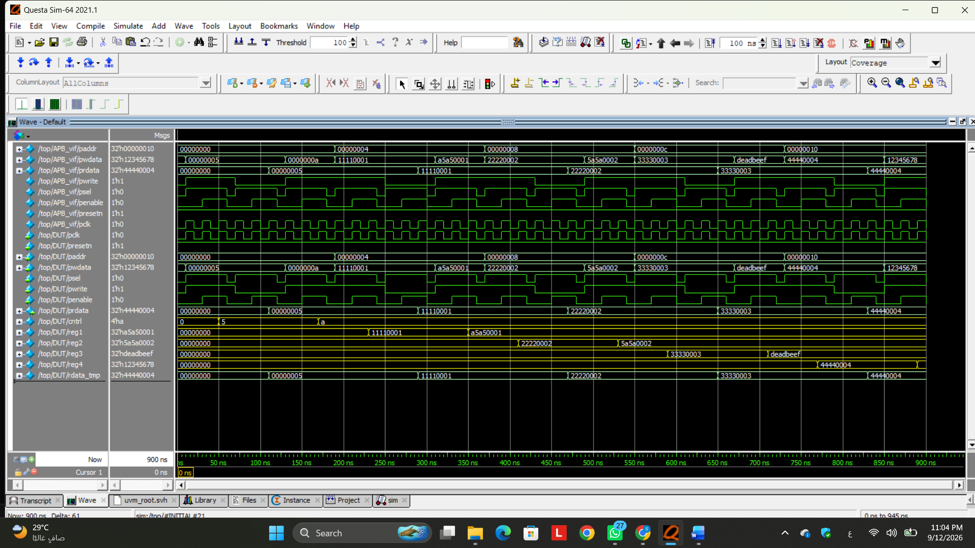 Questa Sim-64 2021.1
File Edit View Compile Simulate Add Wave Tools Layout Bookmarks Window Help
Threshold 100 Help 100 ns
Layout Coverage
ColumnLayout AllColumns Search:
Wave - Default
Msgs
/top/APB_vif/paddr 32'h00000010 00000000 00000004 00000008 0000000c 00000010
/top/APB_vif/pwdata 32'h12345678 00000005 0000000a 11110001 a5a50001 22220002 5a5a0002 33330003 deadbeef 44440004 12345678
/top/APB_vif/prdata 32'h44440004 00000000 00000005 11110001 22220002 33330003 44440004
/top/APB_vif/pwrite 1'h1
/top/APB_vif/psel 1'h0
/top/APB_vif/penable 1'h0
/top/APB_vif/presetn 1'h1
/top/APB_vif/pclk 1'h0
/top/DUT/pclk 1'h0
/top/DUT/presetn 1'h1
/top/DUT/paddr 32'h00000010 00000000 00000004 00000008 0000000c 00000010
/top/DUT/pwdata 32'h12345678 00000005 0000000a 11110001 a5a50001 22220002 5a5a0002 33330003 deadbeef 44440004 12345678
/top/DUT/psel 1'h0
/top/DUT/pwrite 1'h1
/top/DUT/penable 1'h0
/top/DUT/prdata 32'h44440004 00000000 00000005 11110001 22220002 33330003 44440004
/top/DUT/cntrl 4'ha 0 5 a
/top/DUT/reg1 32'ha5a50001 00000000 11110001 a5a50001
/top/DUT/reg2 32'h5a5a0002 00000000 22220002 5a5a0002
/top/DUT/reg3 32'hdeadbeef 00000000 33330003 deadbeef
/top/DUT/reg4 32'h12345678 00000000 44440004
/top/DUT/rdata_tmp 32'h44440004 00000000 00000005 11110001 22220002 33330003 44440004
Now 900 ns ns 50 ns 100 ns 150 ns 200 ns 250 ns 300 ns 350 ns 400 ns 450 ns 500 ns 550 ns 600 ns 650 ns 700 ns 750 ns 800 ns 850 ns 900 ns
Cursor 1 0 ns 0 ns
Transcript Wave uvm_root.svh Library Files Instance Project sim
Now: 900 ns Delta: 61 sim:/top/#INITIAL#21 0 ns to 945 ns
29°C
صافي غالبًا
Search
27
ع
11:04 PM
9/12/2026